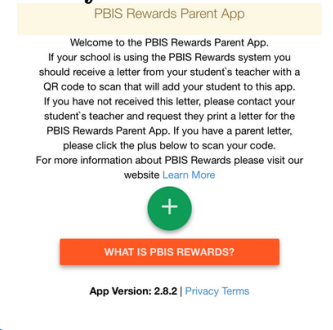 PBIS Rewards Parent App
Welcome to the PBIS Rewards Parent App.
If your school is using the PBIS Rewards system you
should receive a letter from your student`s teacher with a
QR code to scan that will add your student to this app.
If you have not received this letter, please contact your
student`s teacher and request they print a letter for the
PBIS Rewards Parent App. If you have a parent letter,
please click the plus below to scan your code.
For more information about PBIS Rewards please visit our
website Learn More
+
WHAT IS PBIS REWARDS?
App Version: 2.8.2 | Privacy Terms